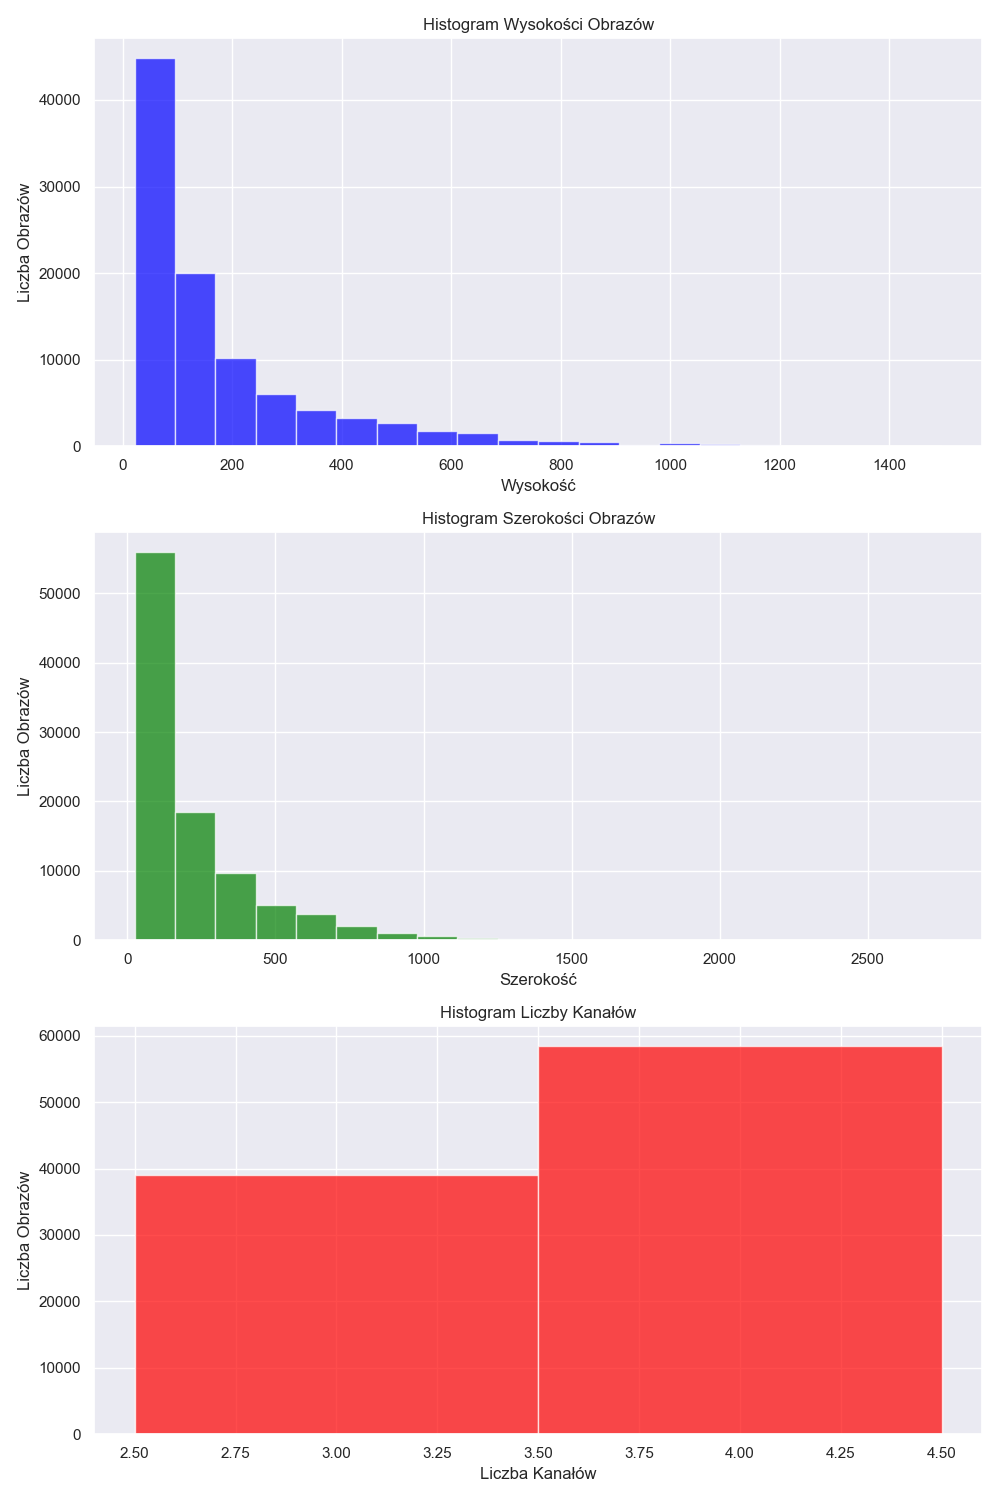 Histogram Wysokości Obrazów
Liczba Obrazów
40000
30000
20000
10000
0
0 200 400 600 800 1000 1200 1400
Wysokość
Histogram Szerokości Obrazów
Liczba Obrazów
50000
40000
30000
20000
10000
0
0 500 1000 1500 2000 2500
Szerokość
Histogram Liczby Kanałów
Liczba Obrazów
60000
50000
40000
30000
20000
10000
0
2.50 2.75 3.00 3.25 3.50 3.75 4.00 4.25 4.50
Liczba Kanałów